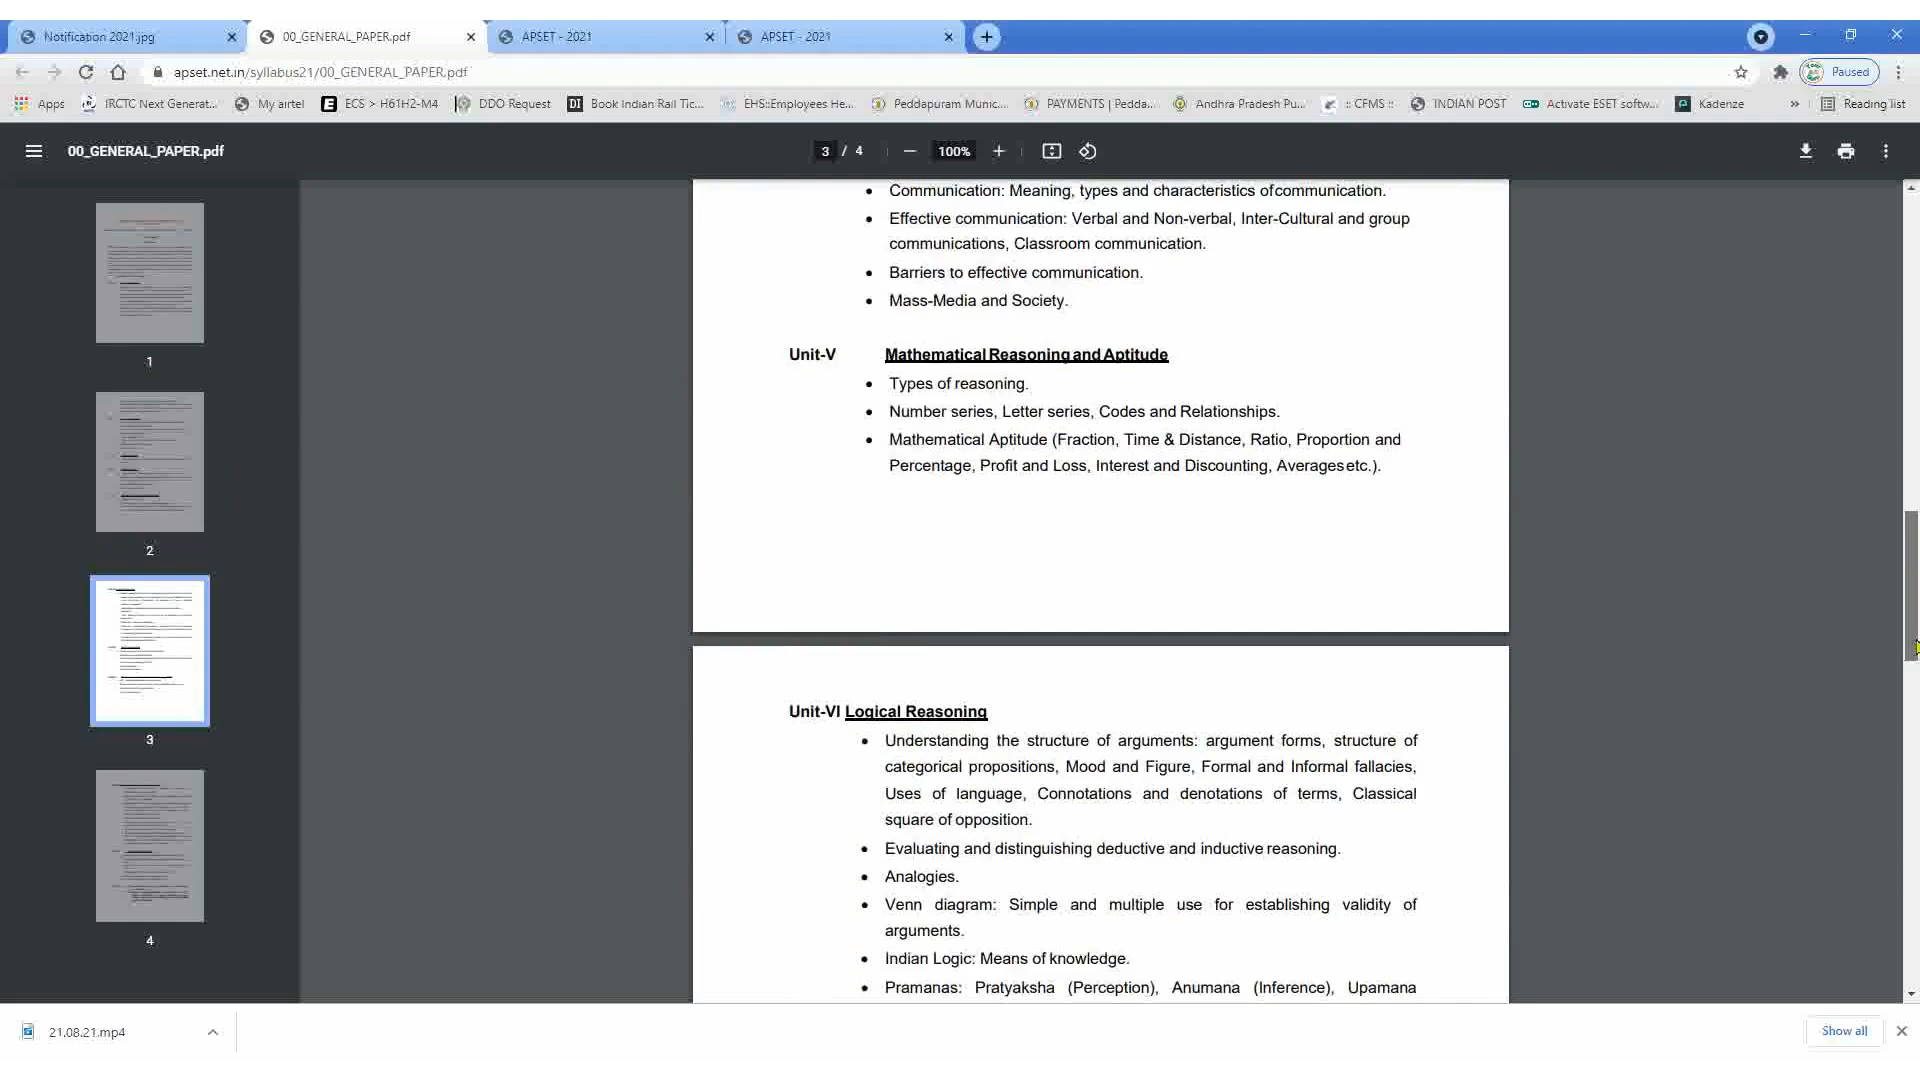 Notification 2021.jpg
00_GENERAL_PAPER.pdf
APSET - 2021
APSET - 2021
apset.net.in/syllabus21/00_GENERAL_PAPER.pdf
Paused
Apps
IRCTC Next Generat...
My airtel
ECS > H61H2-M4
DDO Request
Book Indian Rail Tic...
EHS::Employees He...
Peddapuram Munic...
PAYMENTS | Pedda...
Andhra Pradesh Pu...
:: CFMS ::
INDIAN POST
Activate ESET softw...
Kadenze
»
Reading list
00_GENERAL_PAPER.pdf
3 / 4
100%
1
2
3
4
• Communication: Meaning, types and characteristics of communication.
• Effective communication: Verbal and Non-verbal, Inter-Cultural and group
communications, Classroom communication.
• Barriers to effective communication.
• Mass-Media and Society.
Unit-V Mathematical Reasoning and Aptitude
• Types of reasoning.
• Number series, Letter series, Codes and Relationships.
• Mathematical Aptitude (Fraction, Time & Distance, Ratio, Proportion and
Percentage, Profit and Loss, Interest and Discounting, Averages etc.).
Unit-VI Logical Reasoning
• Understanding the structure of arguments: argument forms, structure of
categorical propositions, Mood and Figure, Formal and Informal fallacies,
Uses of language, Connotations and denotations of terms, Classical
square of opposition.
• Evaluating and distinguishing deductive and inductive reasoning.
• Analogies.
• Venn diagram: Simple and multiple use for establishing validity of
arguments.
• Indian Logic: Means of knowledge.
• Pramanas: Pratyaksha (Perception), Anumana (Inference), Upamana
21.08.21.mp4
Show all